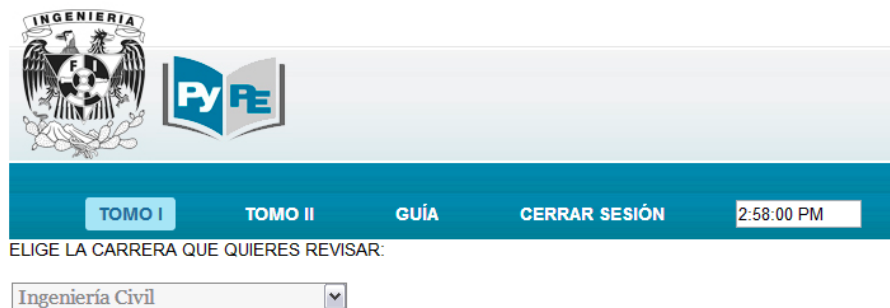 INGENIERIA
F I
Py PE
TOMO I TOMO II GUÍA CERRAR SESIÓN 2:58:00 PM
ELIGE LA CARRERA QUE QUIERES REVISAR:
Ingeniería Civil